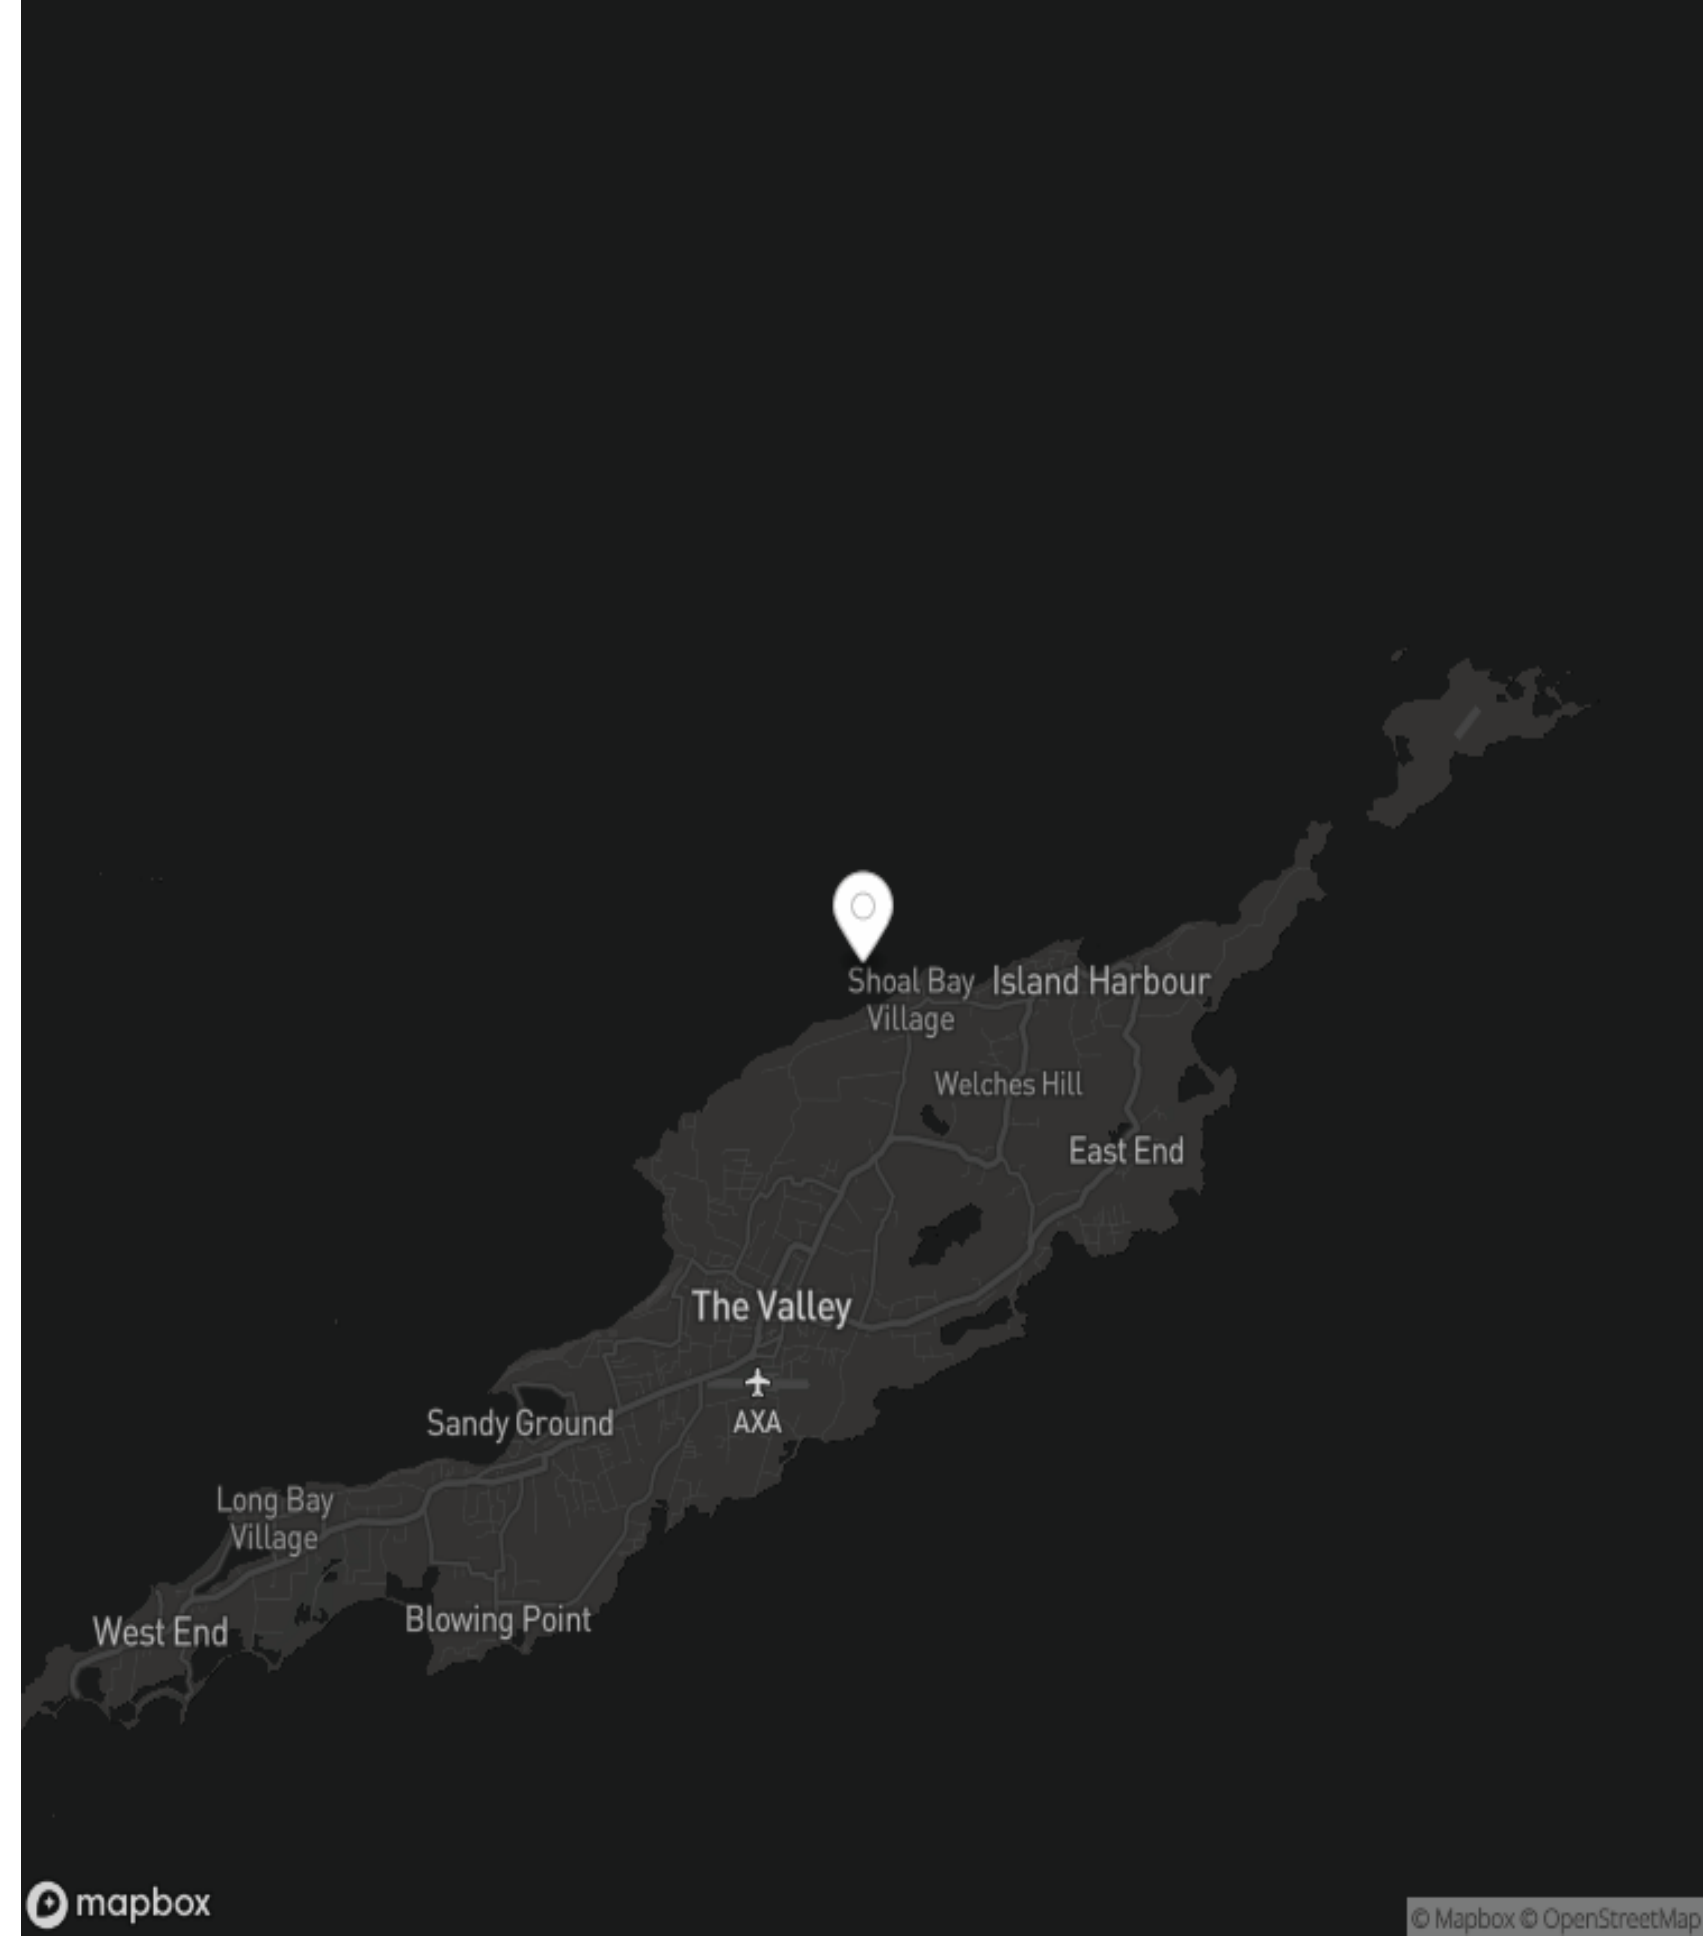 Shoal Bay
Village
Island Harbour
Welches Hill
East End
The Valley
AXA
Sandy Ground
Long Bay
Village
West End
Blowing Point
mapbox
© Mapbox © OpenStreetMap